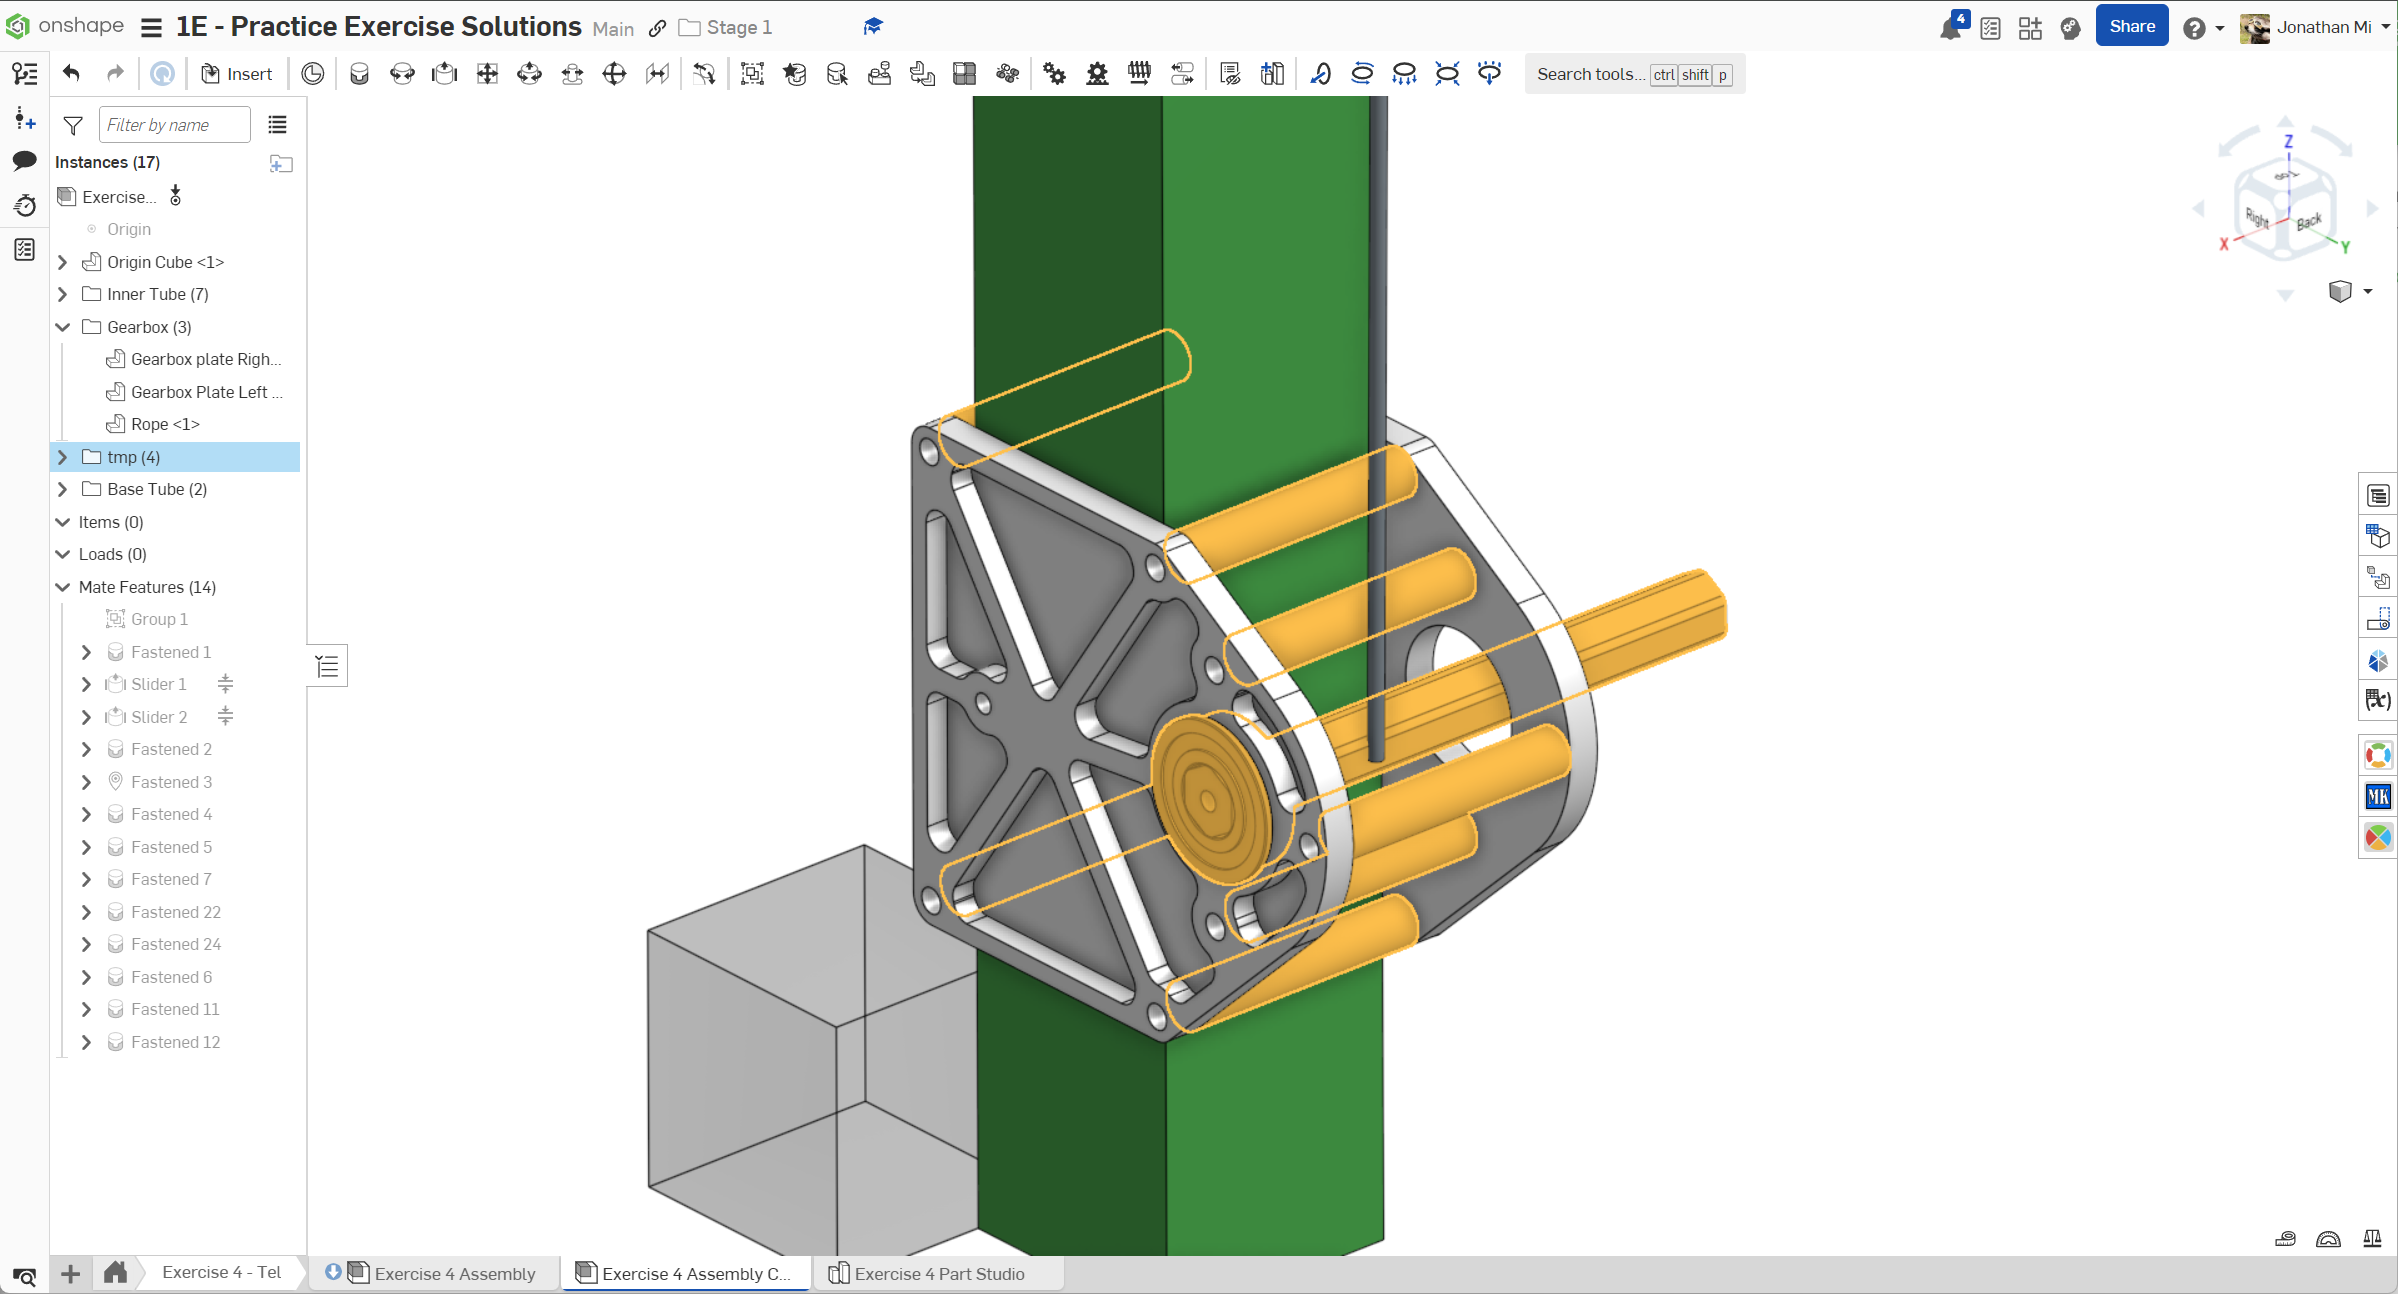 onshape 1E - Practice Exercise Solutions Main Stage 1 4 Share Jonathan Mi
Insert Search tools... ctrl shift p
Filter by name
Instances (17)
Exercise...
Origin
Origin Cube <1>
Inner Tube (7)
Gearbox (3)
Gearbox plate Righ...
Gearbox Plate Left ...
Rope <1>
tmp (4)
Base Tube (2)
Items (0)
Loads (0)
Mate Features (14)
Group 1
Fastened 1
Slider 1
Slider 2
Fastened 2
Fastened 3
Fastened 4
Fastened 5
Fastened 7
Fastened 22
Fastened 24
Fastened 6
Fastened 11
Fastened 12
Z
Top
Right Back
X Y
MK
Exercise 4 - Tel Exercise 4 Assembly Exercise 4 Assembly C... Exercise 4 Part Studio